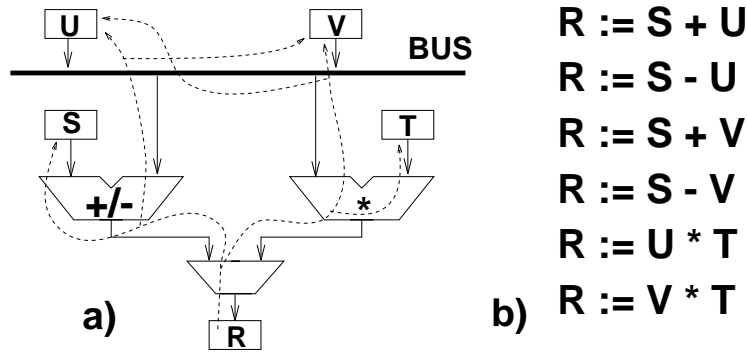 U
V
BUS
S
T
+/-
*
R
a)
b)
R := S + U
R := S - U
R := S + V
R := S - V
R := U * T
R := V * T